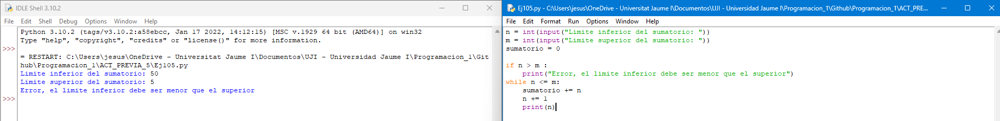 IDLE Shell 3.10.2
File Edit Shell Debug Options Window Help
Python 3.10.2 (tags/v3.10.2:a58ebcc, Jan 17 2022, 14:12:15) [MSC v.1929 64 bit (AMD64)] on win32
Type "help", "copyright", "credits" or "license()" for more information.
>>>
= RESTART: C:\Users\jesus\OneDrive - Universitat Jaume I\Documentos\UJI - Universidad Jaume I\Programacion_1\Git
hub\Programacion_1\ACT_PREVIA_5\Ej105.py
Limite inferior del sumatorio: 50
Limite superior del sumatorio: 5
Error, el limite inferior debe ser menor que el superior
>>>
Ej105.py - C:\Users\jesus\OneDrive - Universitat Jaume I\Documentos\UJI - Universidad Jaume I\Programacion_1\Github\Programacion_1\ACT_PRE...
File Edit Format Run Options Window Help
n = int(input("Limite inferior del sumatorio: "))
m = int(input("Limite superior del sumatorio: "))
sumatorio = 0
if n > m :
    print("Error, el limite inferior debe ser menor que el superior")
while n <= m:
    sumatorio += n
    n += 1
    print(n)